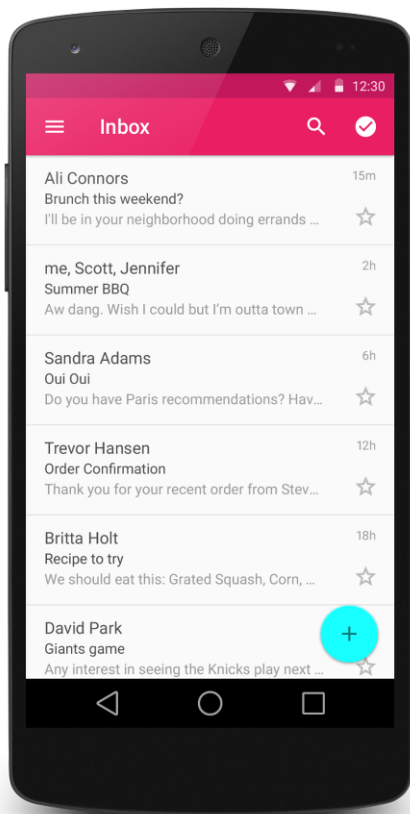 12:30
Inbox
Ali Connors 15m
Brunch this weekend?
I'll be in your neighborhood doing errands ...
me, Scott, Jennifer 2h
Summer BBQ
Aw dang. Wish I could but I'm outta town ...
Sandra Adams 6h
Oui Oui
Do you have Paris recommendations? Hav...
Trevor Hansen 12h
Order Confirmation
Thank you for your recent order from Stev...
Britta Holt 18h
Recipe to try
We should eat this: Grated Squash, Corn, ...
David Park
Giants game
Any interest in seeing the Knicks play next ...